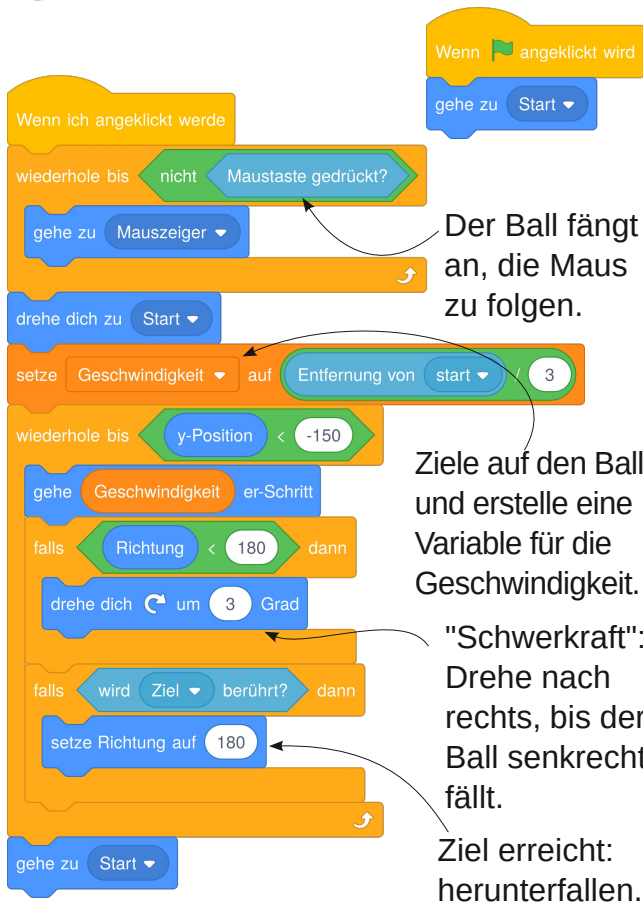 Wenn angeklickt wird
gehe zu Start
Wenn ich angeklickt werde
wiederhole bis nicht Maustaste gedrückt?
gehe zu Mauszeiger
Der Ball fängt
an, die Maus
zu folgen.
drehe dich zu Start
setze Geschwindigkeit auf Entfernung von start / 3
wiederhole bis y-Position < -150
gehe Geschwindigkeit er-Schritt
falls Richtung < 180 dann
drehe dich um 3 Grad
Ziele auf den Ball
und erstelle eine
Variable für die
Geschwindigkeit.
"Schwerkraft":
Drehe nach
rechts, bis der
Ball senkrecht
fällt.
falls wird Ziel berührt? dann
setze Richtung auf 180
Ziel erreicht:
herunterfallen.
gehe zu Start